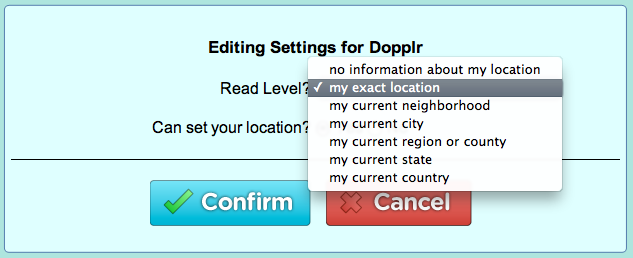 Editing Settings for Dopplr
Read Level?
no information about my location
✓ my exact location
my current neighborhood
my current city
my current region or county
my current state
my current country
Can set your location?
Confirm
Cancel